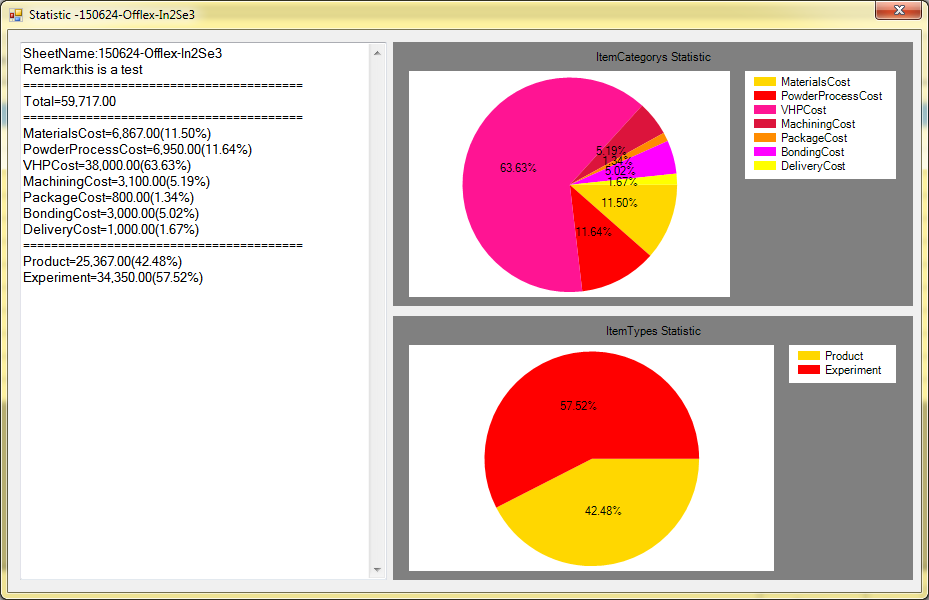 Statistic -150624-Offlex-In2Se3
SheetName:150624-Offlex-In2Se3
Remark:this is a test
=====================================
Total=59,717.00
=====================================
MaterialsCost=6,867.00(11.50%)
PowderProcessCost=6,950.00(11.64%)
VHPCost=38,000.00(63.63%)
MachiningCost=3,100.00(5.19%)
PackageCost=800.00(1.34%)
BondingCost=3,000.00(5.02%)
DeliveryCost=1,000.00(1.67%)
=====================================
Product=25,367.00(42.48%)
Experiment=34,350.00(57.52%)
ItemCategorys Statistic
63.63%
5.19%
1.34%
5.02%
1.67%
11.50%
11.64%
MaterialsCost
PowderProcessCost
VHPCost
MachiningCost
PackageCost
BondingCost
DeliveryCost
ItemTypes Statistic
57.52%
42.48%
Product
Experiment